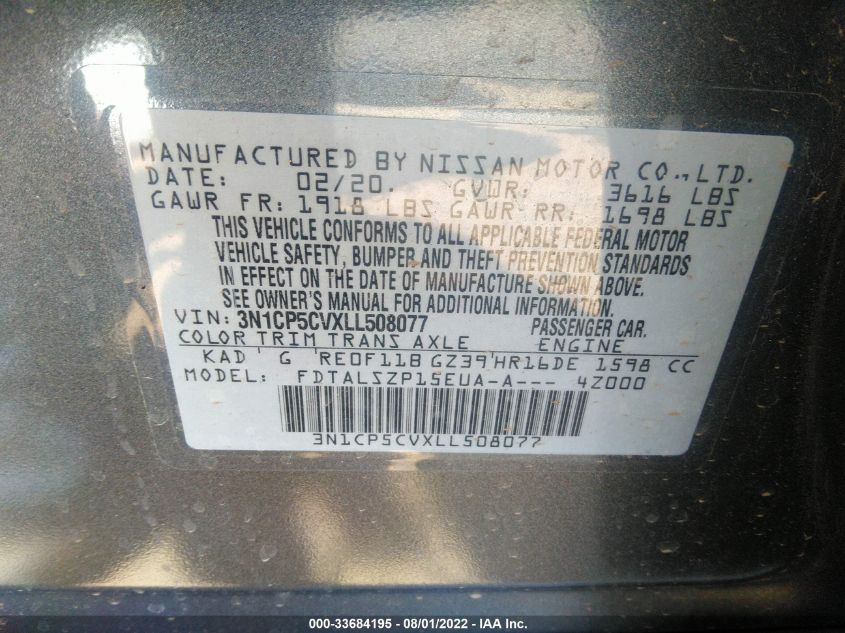 MANUFACTURED BY NISSAN MOTOR CO., LTD.
DATE: 02/20. GVWR: 3616 LBS
GAWR FR: 1918 LBS GAWR RR: 1698 LBS
THIS VEHICLE CONFORMS TO ALL APPLICABLE FEDERAL MOTOR
VEHICLE SAFETY, BUMPER AND THEFT PREVENTION STANDARDS
IN EFFECT ON THE DATE OF MANUFACTURE SHOWN ABOVE.
SEE OWNER'S MANUAL FOR ADDITIONAL INFORMATION.
VIN: 3N1CP5CVXLL508077 PASSENGER CAR.
COLOR TRIM TRANS AXLE ENGINE
KAD G RE0F11B GZ39 HR16DE 1598 CC
MODEL: FDTALSZP15EUA-A--- 4Z000
3N1CP5CVXLL508077
000-33684195 - 08/01/2022 - IAA Inc.